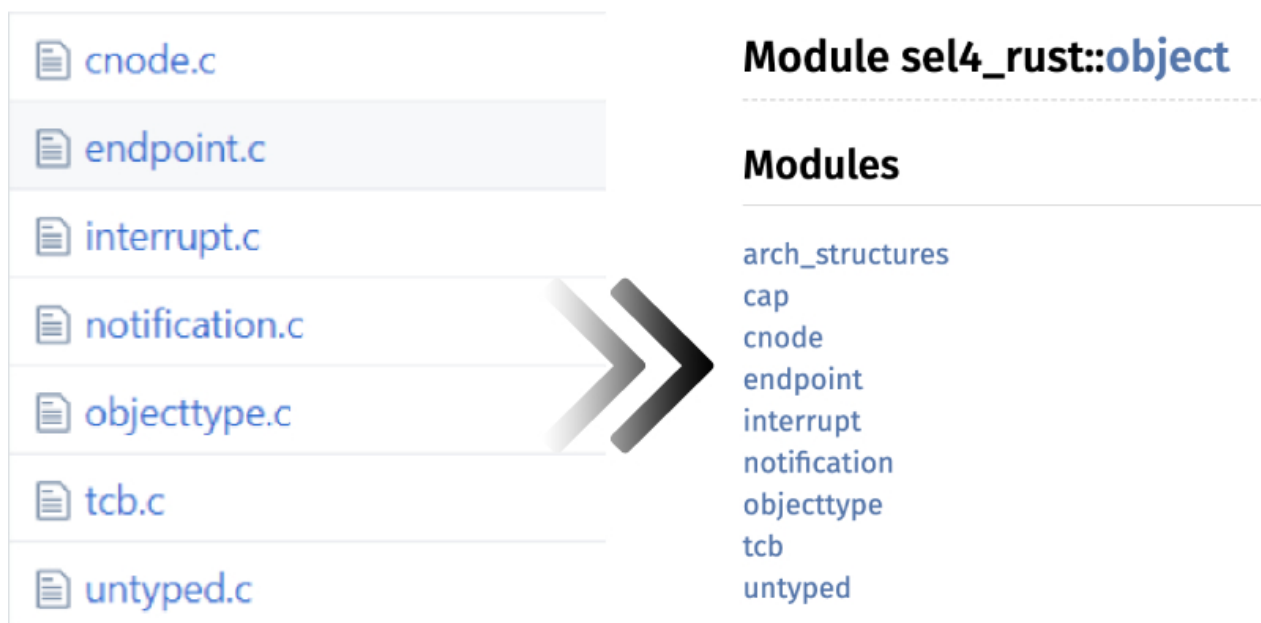 cnode.c
endpoint.c
interrupt.c
notification.c
objecttype.c
tcb.c
untyped.c
Module sel4_rust::object
Modules
arch_structures
cap
cnode
endpoint
interrupt
notification
objecttype
tcb
untyped